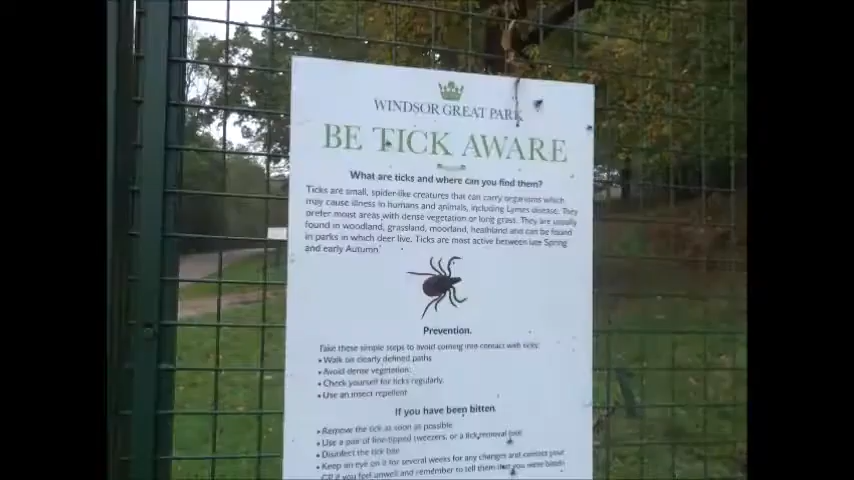 WINDSOR GREAT PARK
BE TICK AWARE
What are ticks and where can you find them?
Ticks are small, spider-like creatures that can carry organisms which
may cause illness in humans and animals, including Lymes disease. They
prefer moist areas with dense vegetation or long grass. They are usually
found in woodland, grassland, moorland, heathland and can be found
in parks in which deer live. Ticks are most active between late Spring
and early Autumn.
Prevention.
Take these simple steps to avoid coming into contact with ticks:
• Walk on clearly defined paths
• Avoid dense vegetation.
• Check yourself for ticks regularly.
• Use an insect repellent
If you have been bitten.
• Remove the tick as soon as possible
• Use a pair of fine-tipped tweezers, or a tick removal tool
• Disinfect the tick bite
• Keep an eye on it for several weeks for any changes and contact your
GP if you feel unwell and remember to tell them that you were bitten